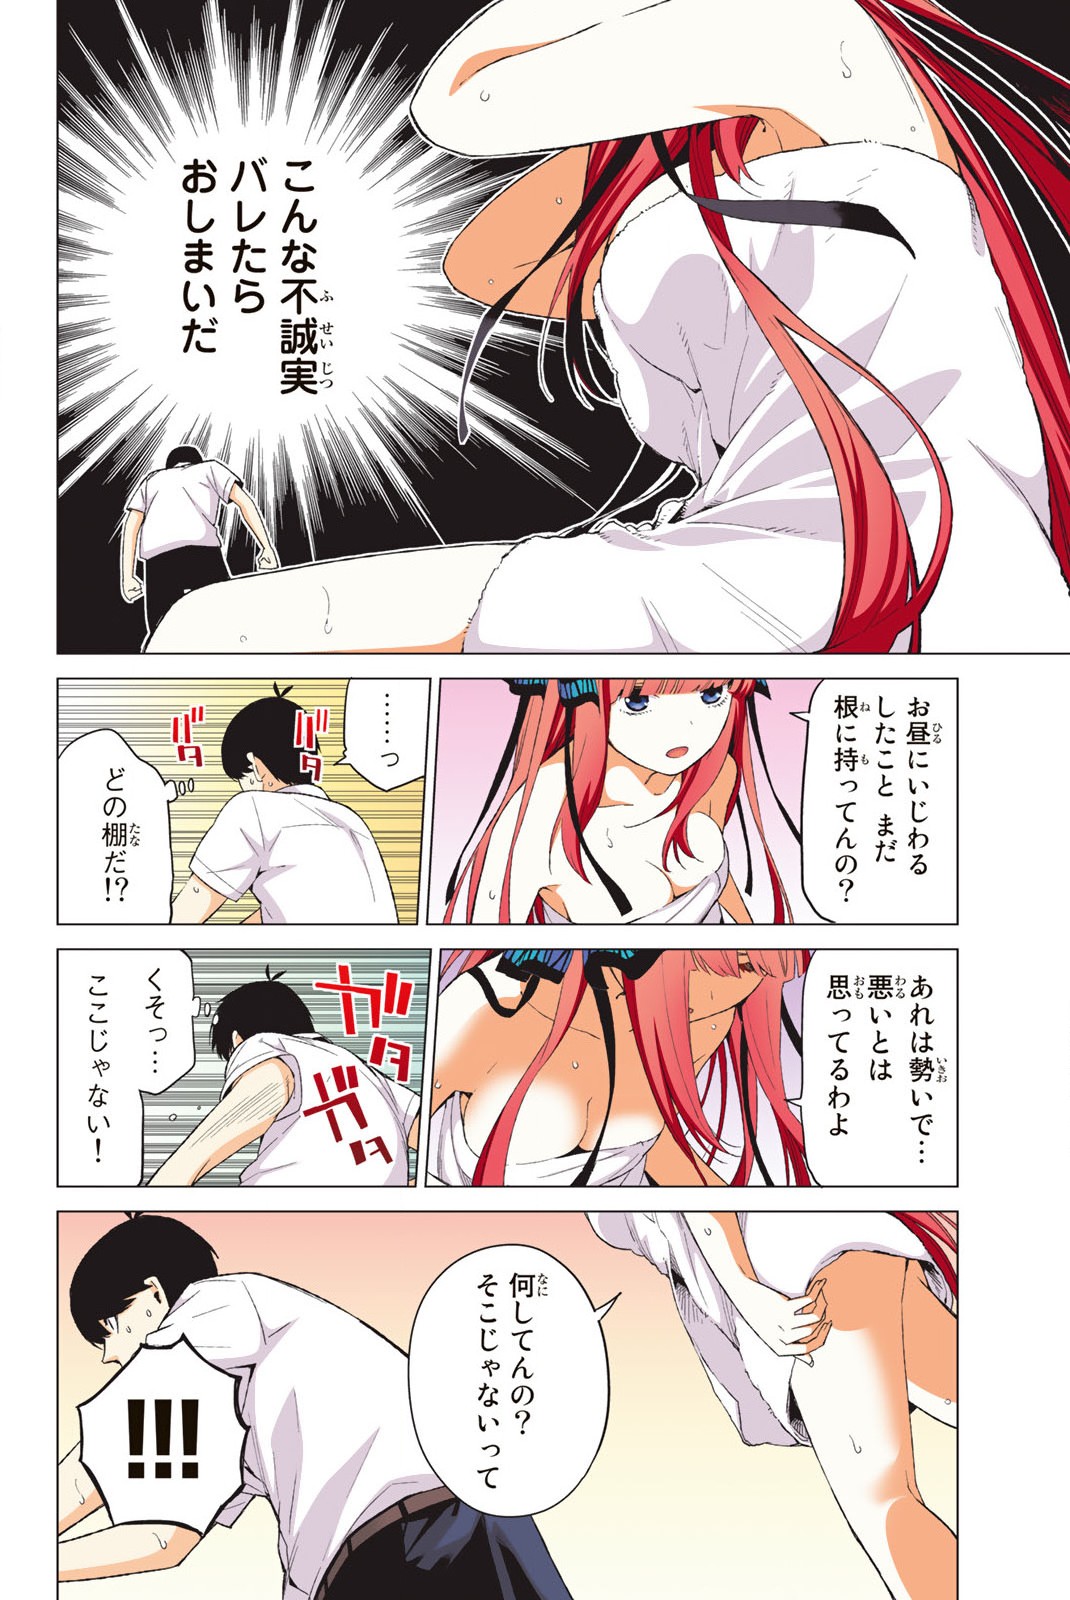 こんな不誠実
バレたら
おしまいだ
お昼にいじわる
したこと まだ
根に持ってんの？
………っ
ガタ
ガタ
どの棚だ!?
あれは勢いで…
悪いとは
思ってるわよ
ガタ
ガタ
くそっ…
ここじゃない！
何してんの？
そこじゃないって
!!!